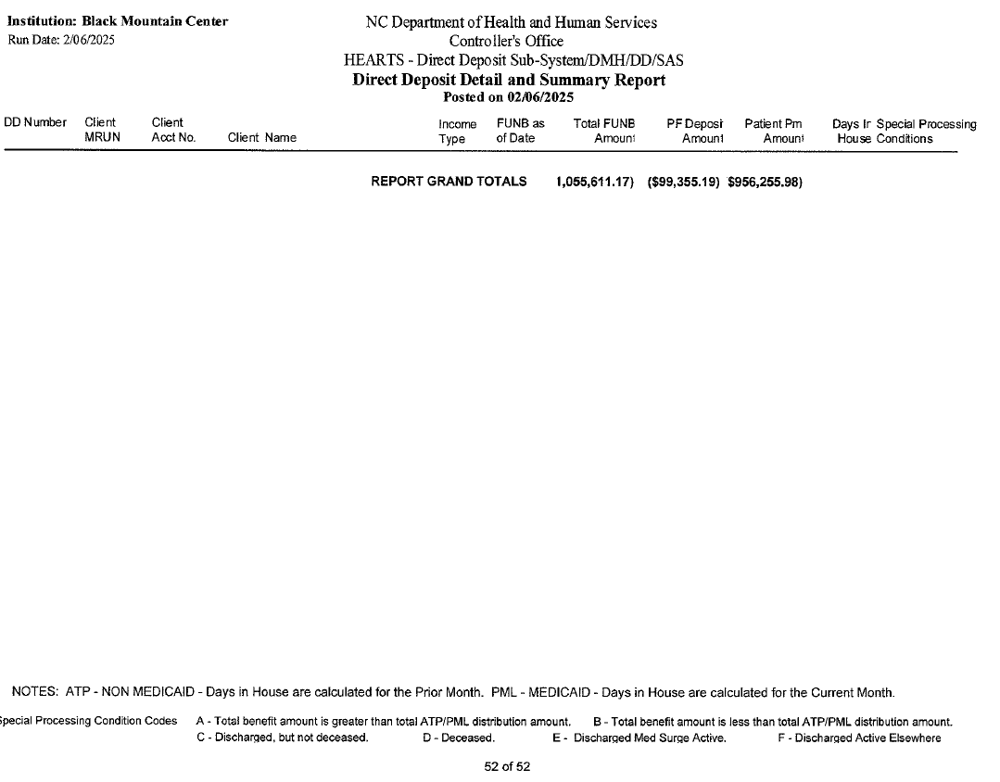 Institution: Black Mountain Center
Run Date: 2/06/2025
NC Department of Health and Human Services
Controller's Office
HEARTS - Direct Deposit Sub-System/DMH/DD/SAS
Direct Deposit Detail and Summary Report
Posted on 02/06/2025
DD Number Client Client Income FUNB as Total FUNB PF Deposi Patient Pm Days Ir Special Processing
MRUN Acct No. Client Name Type of Date Amount Amount Amount House Conditions
REPORT GRAND TOTALS 1,055,611.17) ($99,355.19) $956,255.98)
NOTES: ATP - NON MEDICAID - Days in House are calculated for the Prior Month. PML - MEDICAID - Days in House are calculated for the Current Month.
Special Processing Condition Codes A - Total benefit amount is greater than total ATP/PML distribution amount. B - Total benefit amount is less than total ATP/PML distribution amount.
C - Discharged, but not deceased. D - Deceased. E - Discharged Med Surge Active. F - Discharged Active Elsewhere
52 of 52